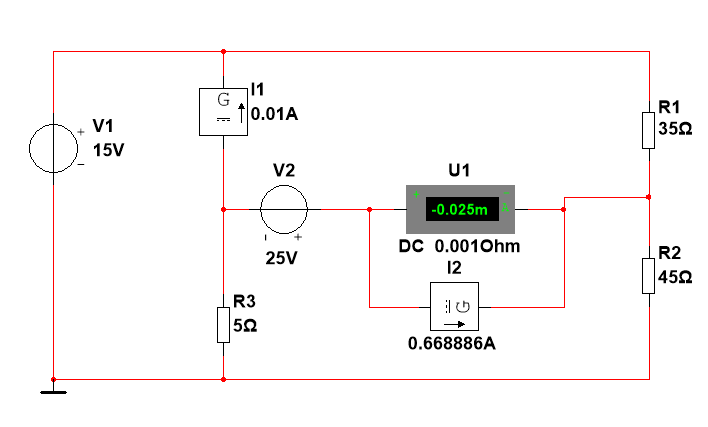 I1
G
0.01A
V1
+
15V
-
R1
35Ω
V2
U1
+ -
-0.025m A
- +
25V
DC 0.001Ohm
I2
R2
45Ω
R3
5Ω
G
0.668886A